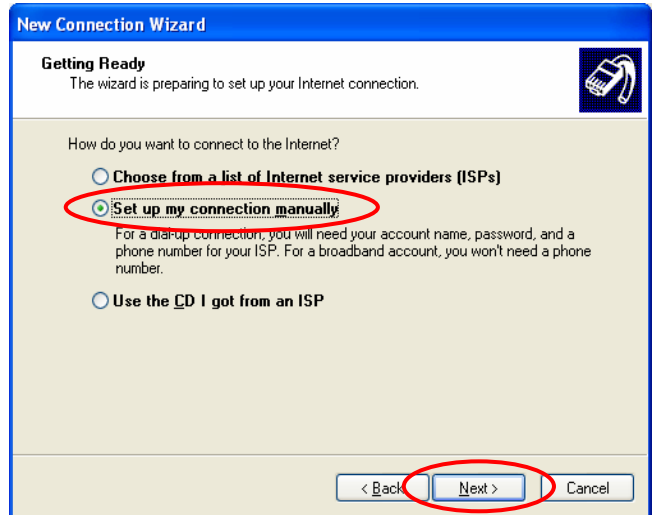 New Connection Wizard
Getting Ready
The wizard is preparing to set up your Internet connection.
How do you want to connect to the Internet?
Choose from a list of Internet service providers (ISPs)
Set up my connection manually
For a dial-up connection, you will need your account name, password, and a
phone number for your ISP. For a broadband account, you won't need a phone
number.
Use the CD I got from an ISP
< Back Next > Cancel